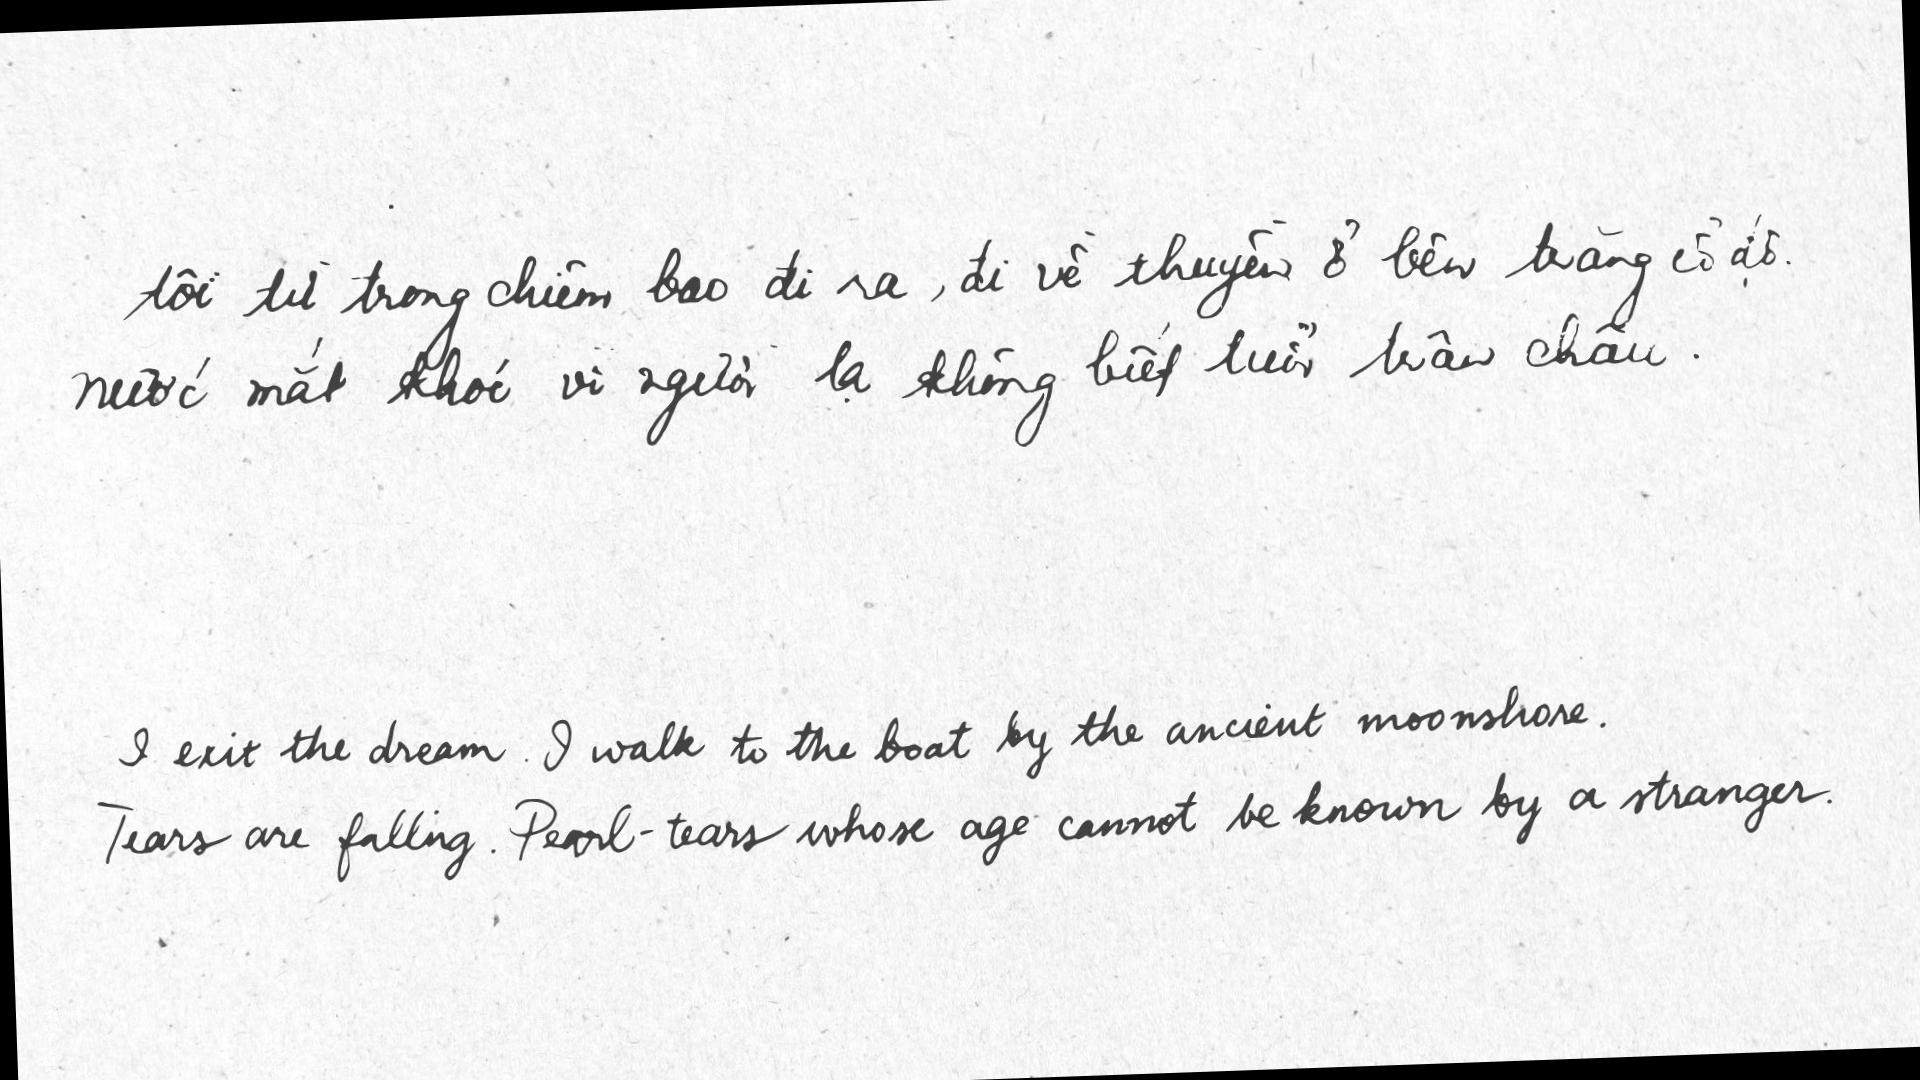 tôi từ trong chiêm bao đi ra, đi về thuyền ở bên trăng cổ độ.
nước mắt khóc vì người lạ không biết tuổi trân châu.
I exit the dream. I walk to the boat by the ancient moonshore.
Tears are falling. Pearl-tears whose age cannot be known by a stranger.